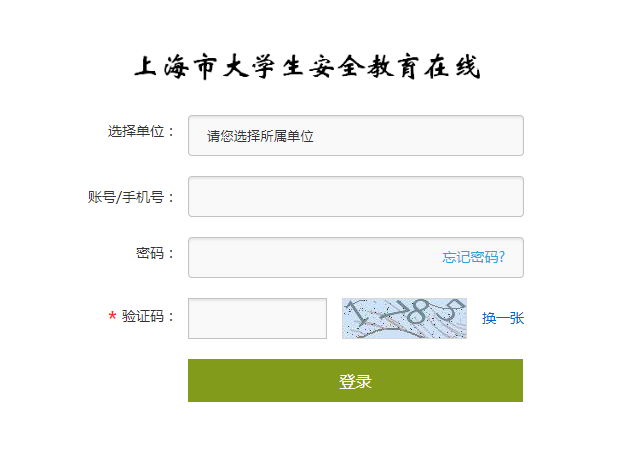 上海市大学生安全教育在线
选择单位：
请您选择所属单位
账号/手机号：
密码：
忘记密码?
* 验证码：
换一张
登录